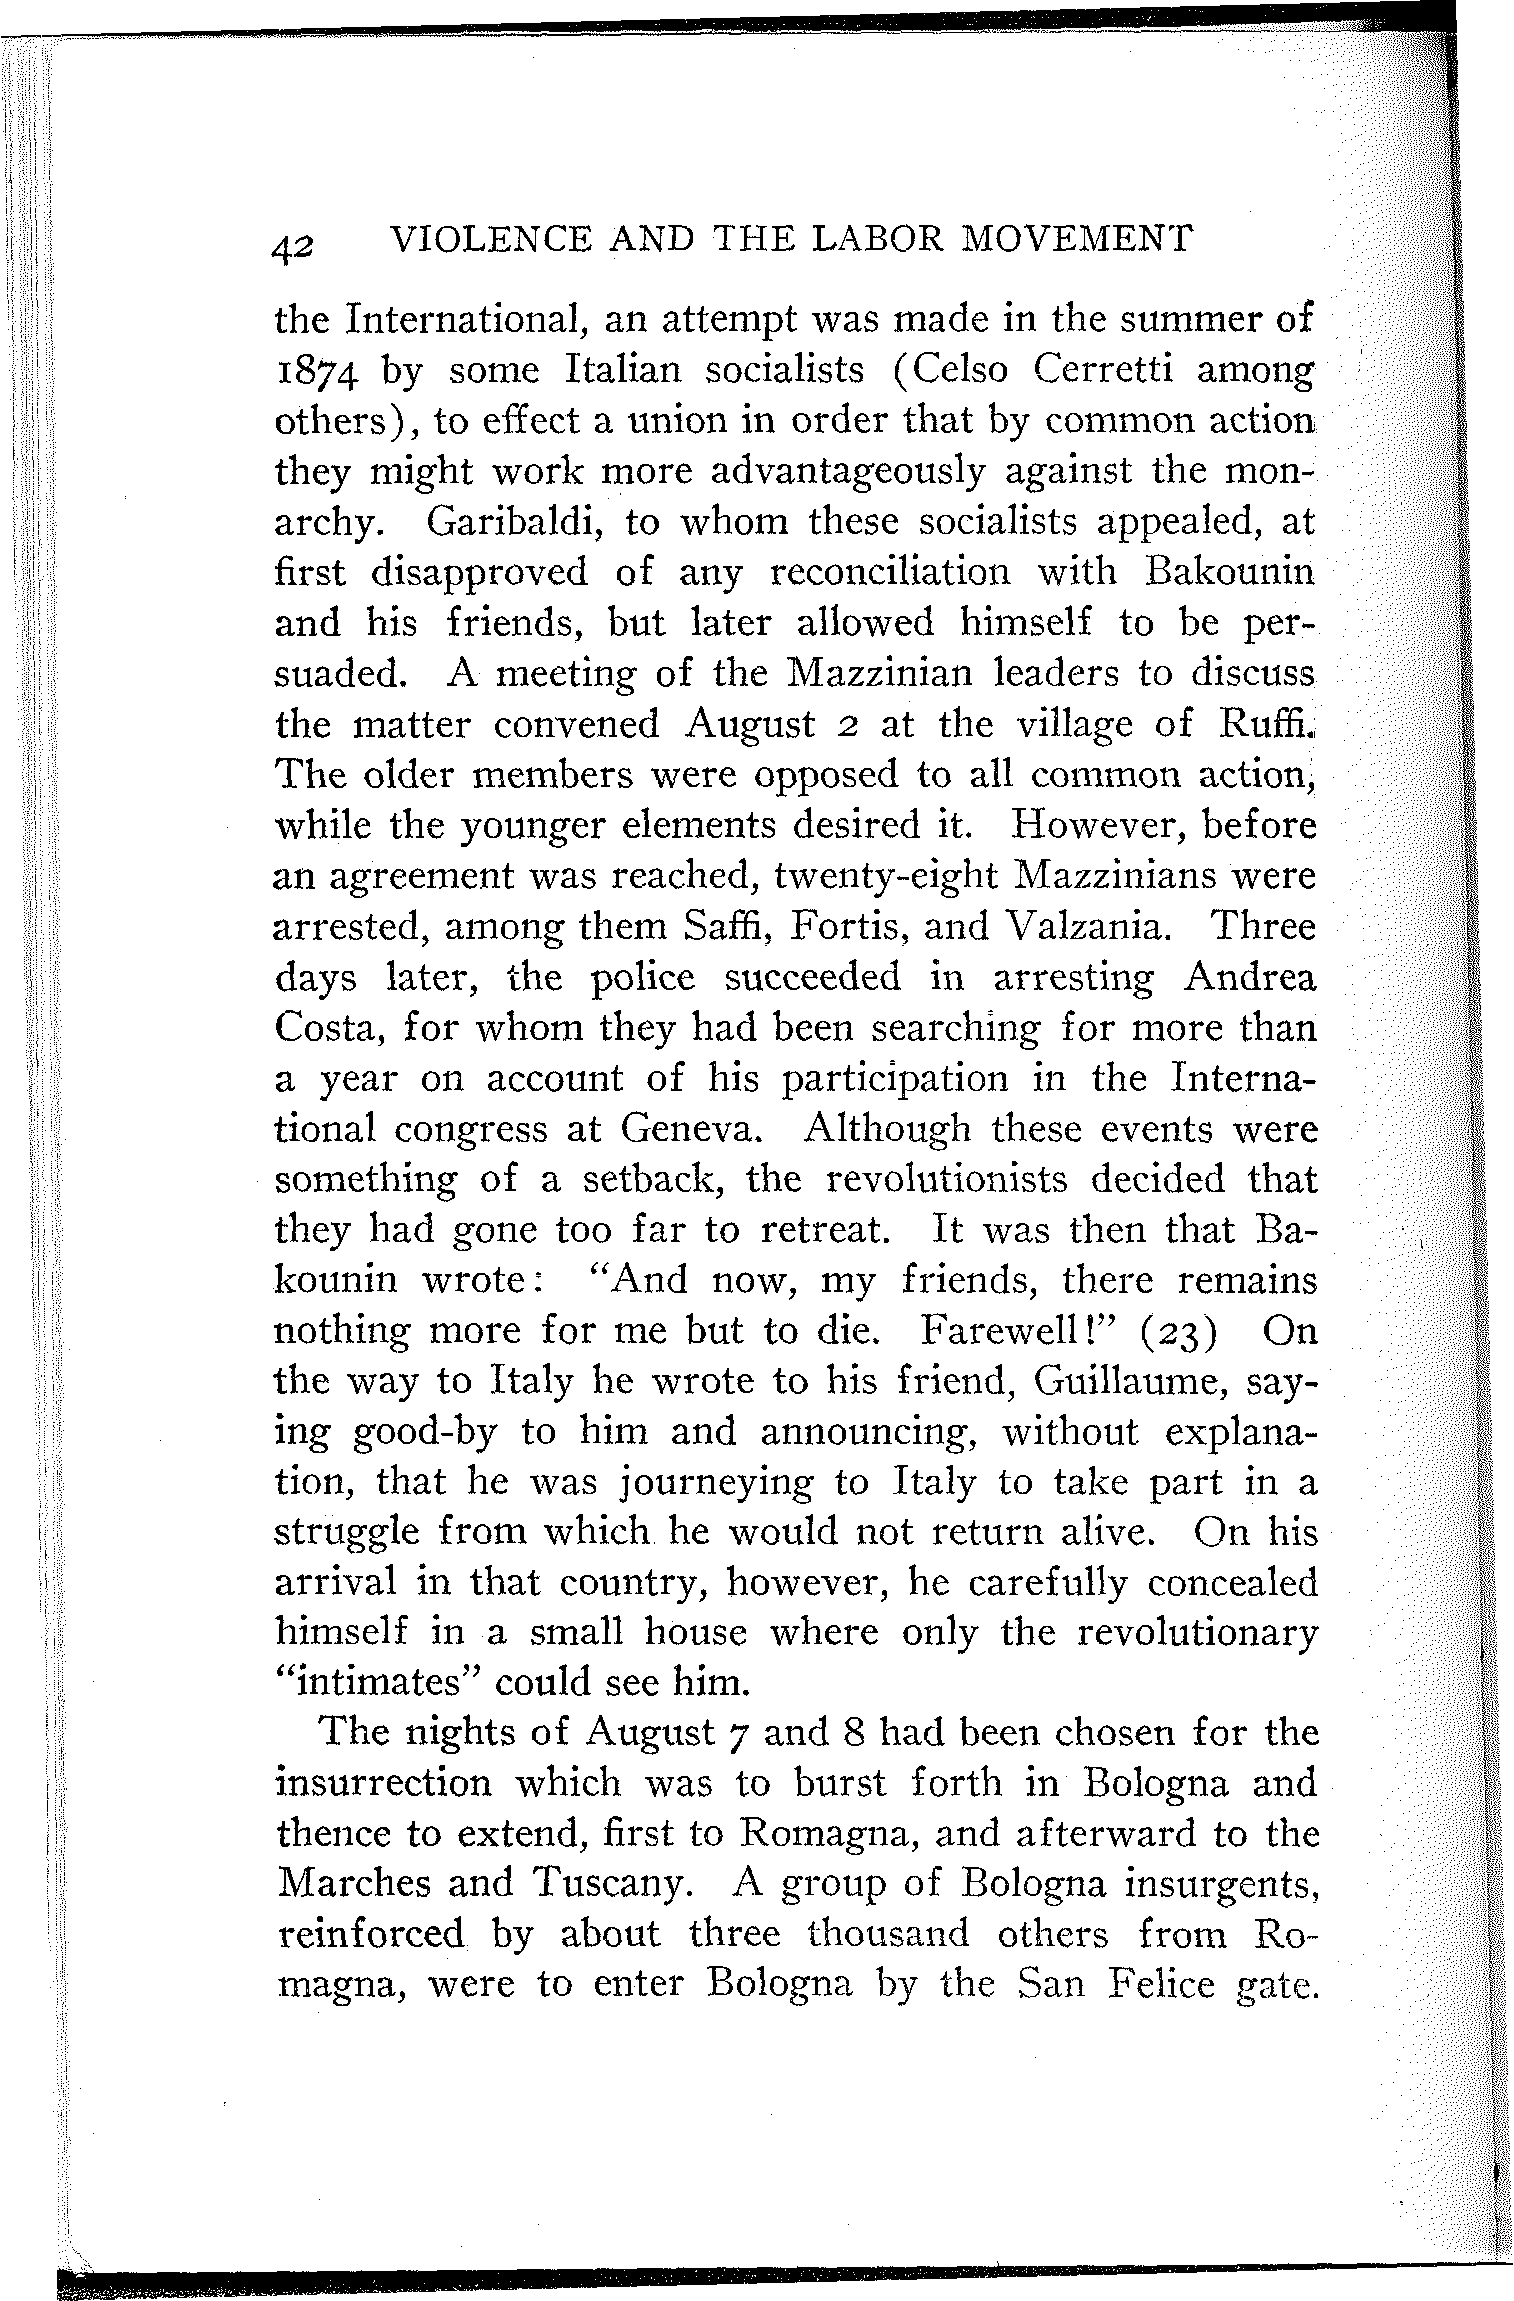 42 VIOLENCE AND THE LABOR MOVEMENT
the International, an attempt was made in the summer of
1874 by some Italian socialists (Celso Cerretti among
others), to effect a union in order that by common action
they might work more advantageously against the mon-
archy. Garibaldi, to whom these socialists appealed, at
first disapproved of any reconciliation with Bakounin
and his friends, but later allowed himself to be per-
suaded. A meeting of the Mazzinian leaders to discuss
the matter convened August 2 at the village of Ruffi.
The older members were opposed to all common action,
while the younger elements desired it. However, before
an agreement was reached, twenty-eight Mazzinians were
arrested, among them Saffi, Fortis, and Valzania. Three
days later, the police succeeded in arresting Andrea
Costa, for whom they had been searching for more than
a year on account of his participation in the Interna-
tional congress at Geneva. Although these events were
something of a setback, the revolutionists decided that
they had gone too far to retreat. It was then that Ba-
kounin wrote: "And now, my friends, there remains
nothing more for me but to die. Farewell!" (23) On
the way to Italy he wrote to his friend, Guillaume, say-
ing good-by to him and announcing, without explana-
tion, that he was journeying to Italy to take part in a
struggle from which he would not return alive. On his
arrival in that country, however, he carefully concealed
himself in a small house where only the revolutionary
"intimates" could see him.
The nights of August 7 and 8 had been chosen for the
insurrection which was to burst forth in Bologna and
thence to extend, first to Romagna, and afterward to the
Marches and Tuscany. A group of Bologna insurgents,
reinforced by about three thousand others from Ro-
magna, were to enter Bologna by the San Felice gate.